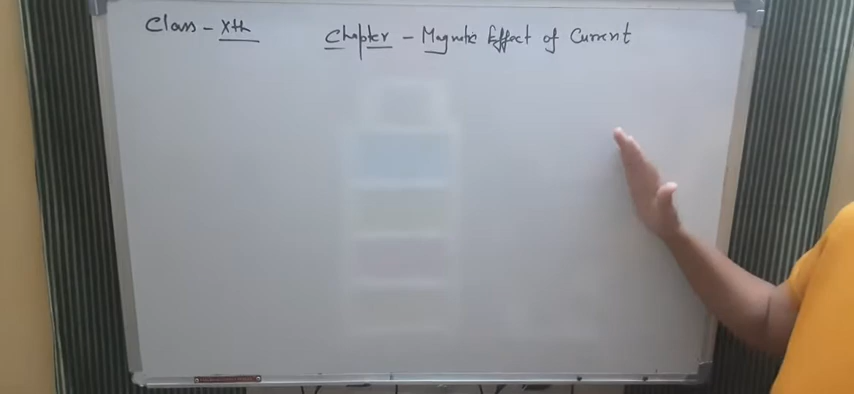 Class - Xth
Chapter - Magnetic Effect of Current